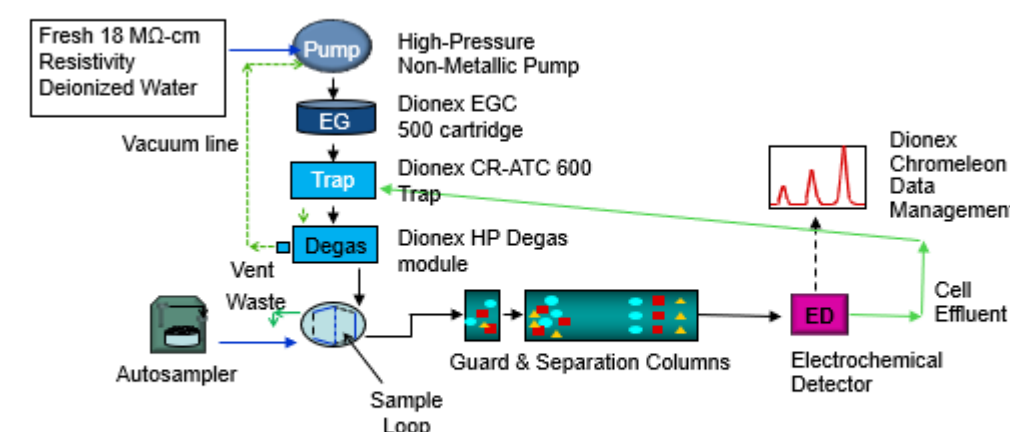 Fresh 18 MΩ-cm
Resistivity
Deionized Water
Pump
High-Pressure
Non-Metallic Pump
EG
Dionex EGC
500 cartridge
Vacuum line
Trap
Dionex CR-ATC 600
Trap
Dionex
Chromeleon
Data
Management
Degas
Dionex HP Degas
module
Vent
Waste
Autosampler
Sample
Loop
Guard & Separation Columns
ED
Cell
Effluent
Electrochemical
Detector